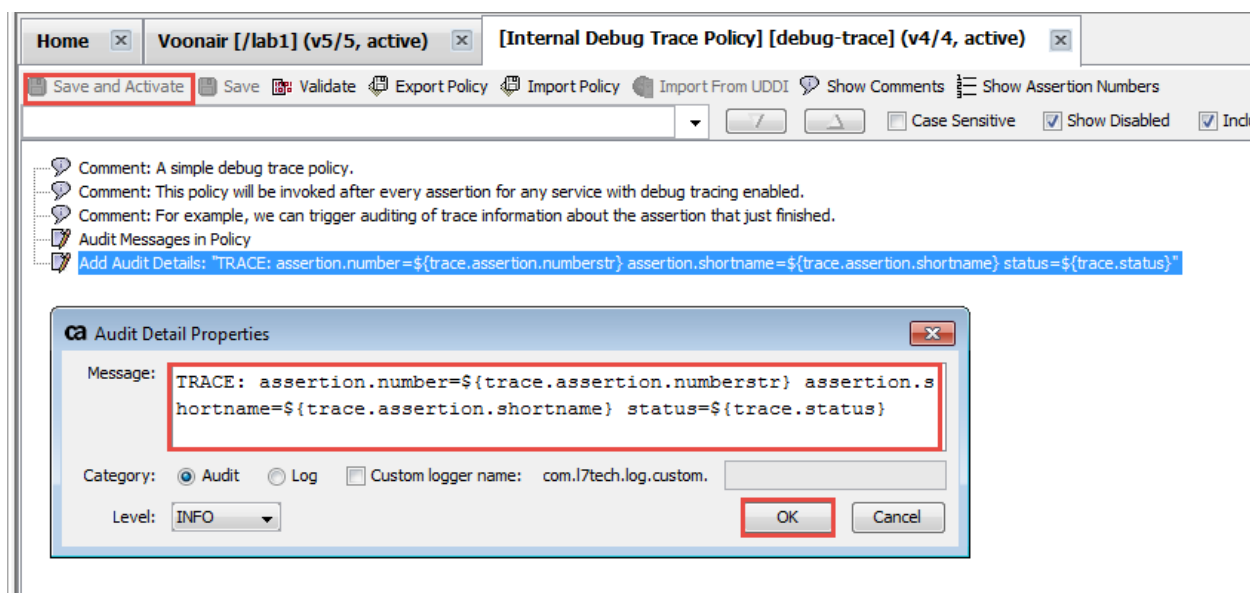 Home Voonair [/lab1] (v5/5, active) [Internal Debug Trace Policy] [debug-trace] (v4/4, active)
Save and Activate Save Validate Export Policy Import Policy Import From UDDI Show Comments Show Assertion Numbers
Case Sensitive Show Disabled Incl
Comment: A simple debug trace policy.
Comment: This policy will be invoked after every assertion for any service with debug tracing enabled.
Comment: For example, we can trigger auditing of trace information about the assertion that just finished.
Audit Messages in Policy
Add Audit Details: "TRACE: assertion.number=${trace.assertion.numberstr} assertion.shortname=${trace.assertion.shortname} status=${trace.status}"
ca Audit Detail Properties
Message: TRACE: assertion.number=${trace.assertion.numberstr} assertion.s
hortname=${trace.assertion.shortname} status=${trace.status}
Category: Audit Log Custom logger name: com.l7tech.log.custom.
Level: INFO OK Cancel